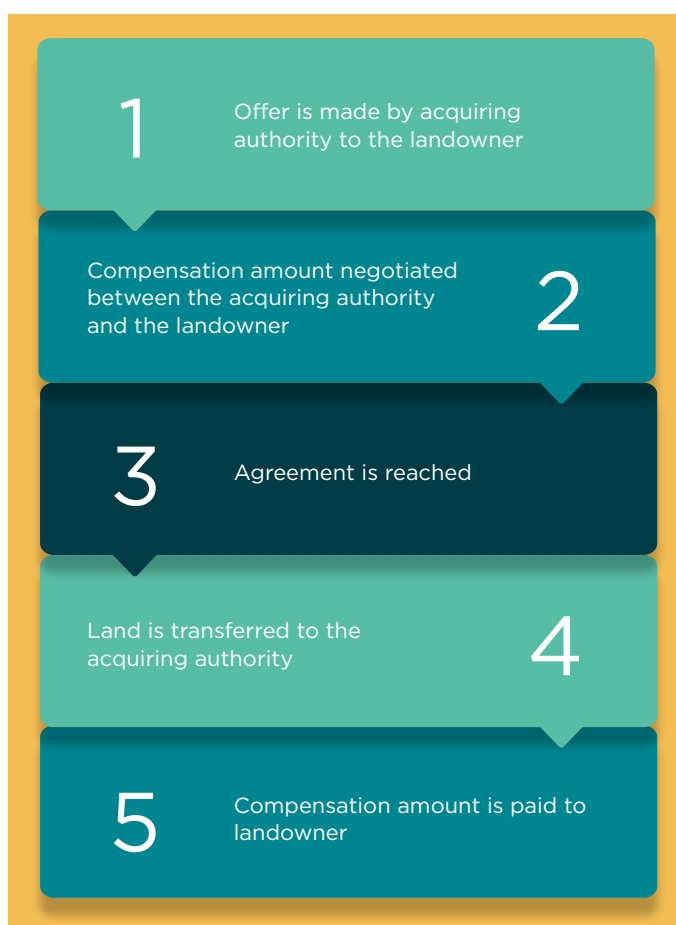 1
Offer is made by acquiring
authority to the landowner
Compensation amount negotiated
between the acquiring authority
and the landowner
2
3
Agreement is reached
Land is transferred to the
acquiring authority
4
5
Compensation amount is paid to
landowner